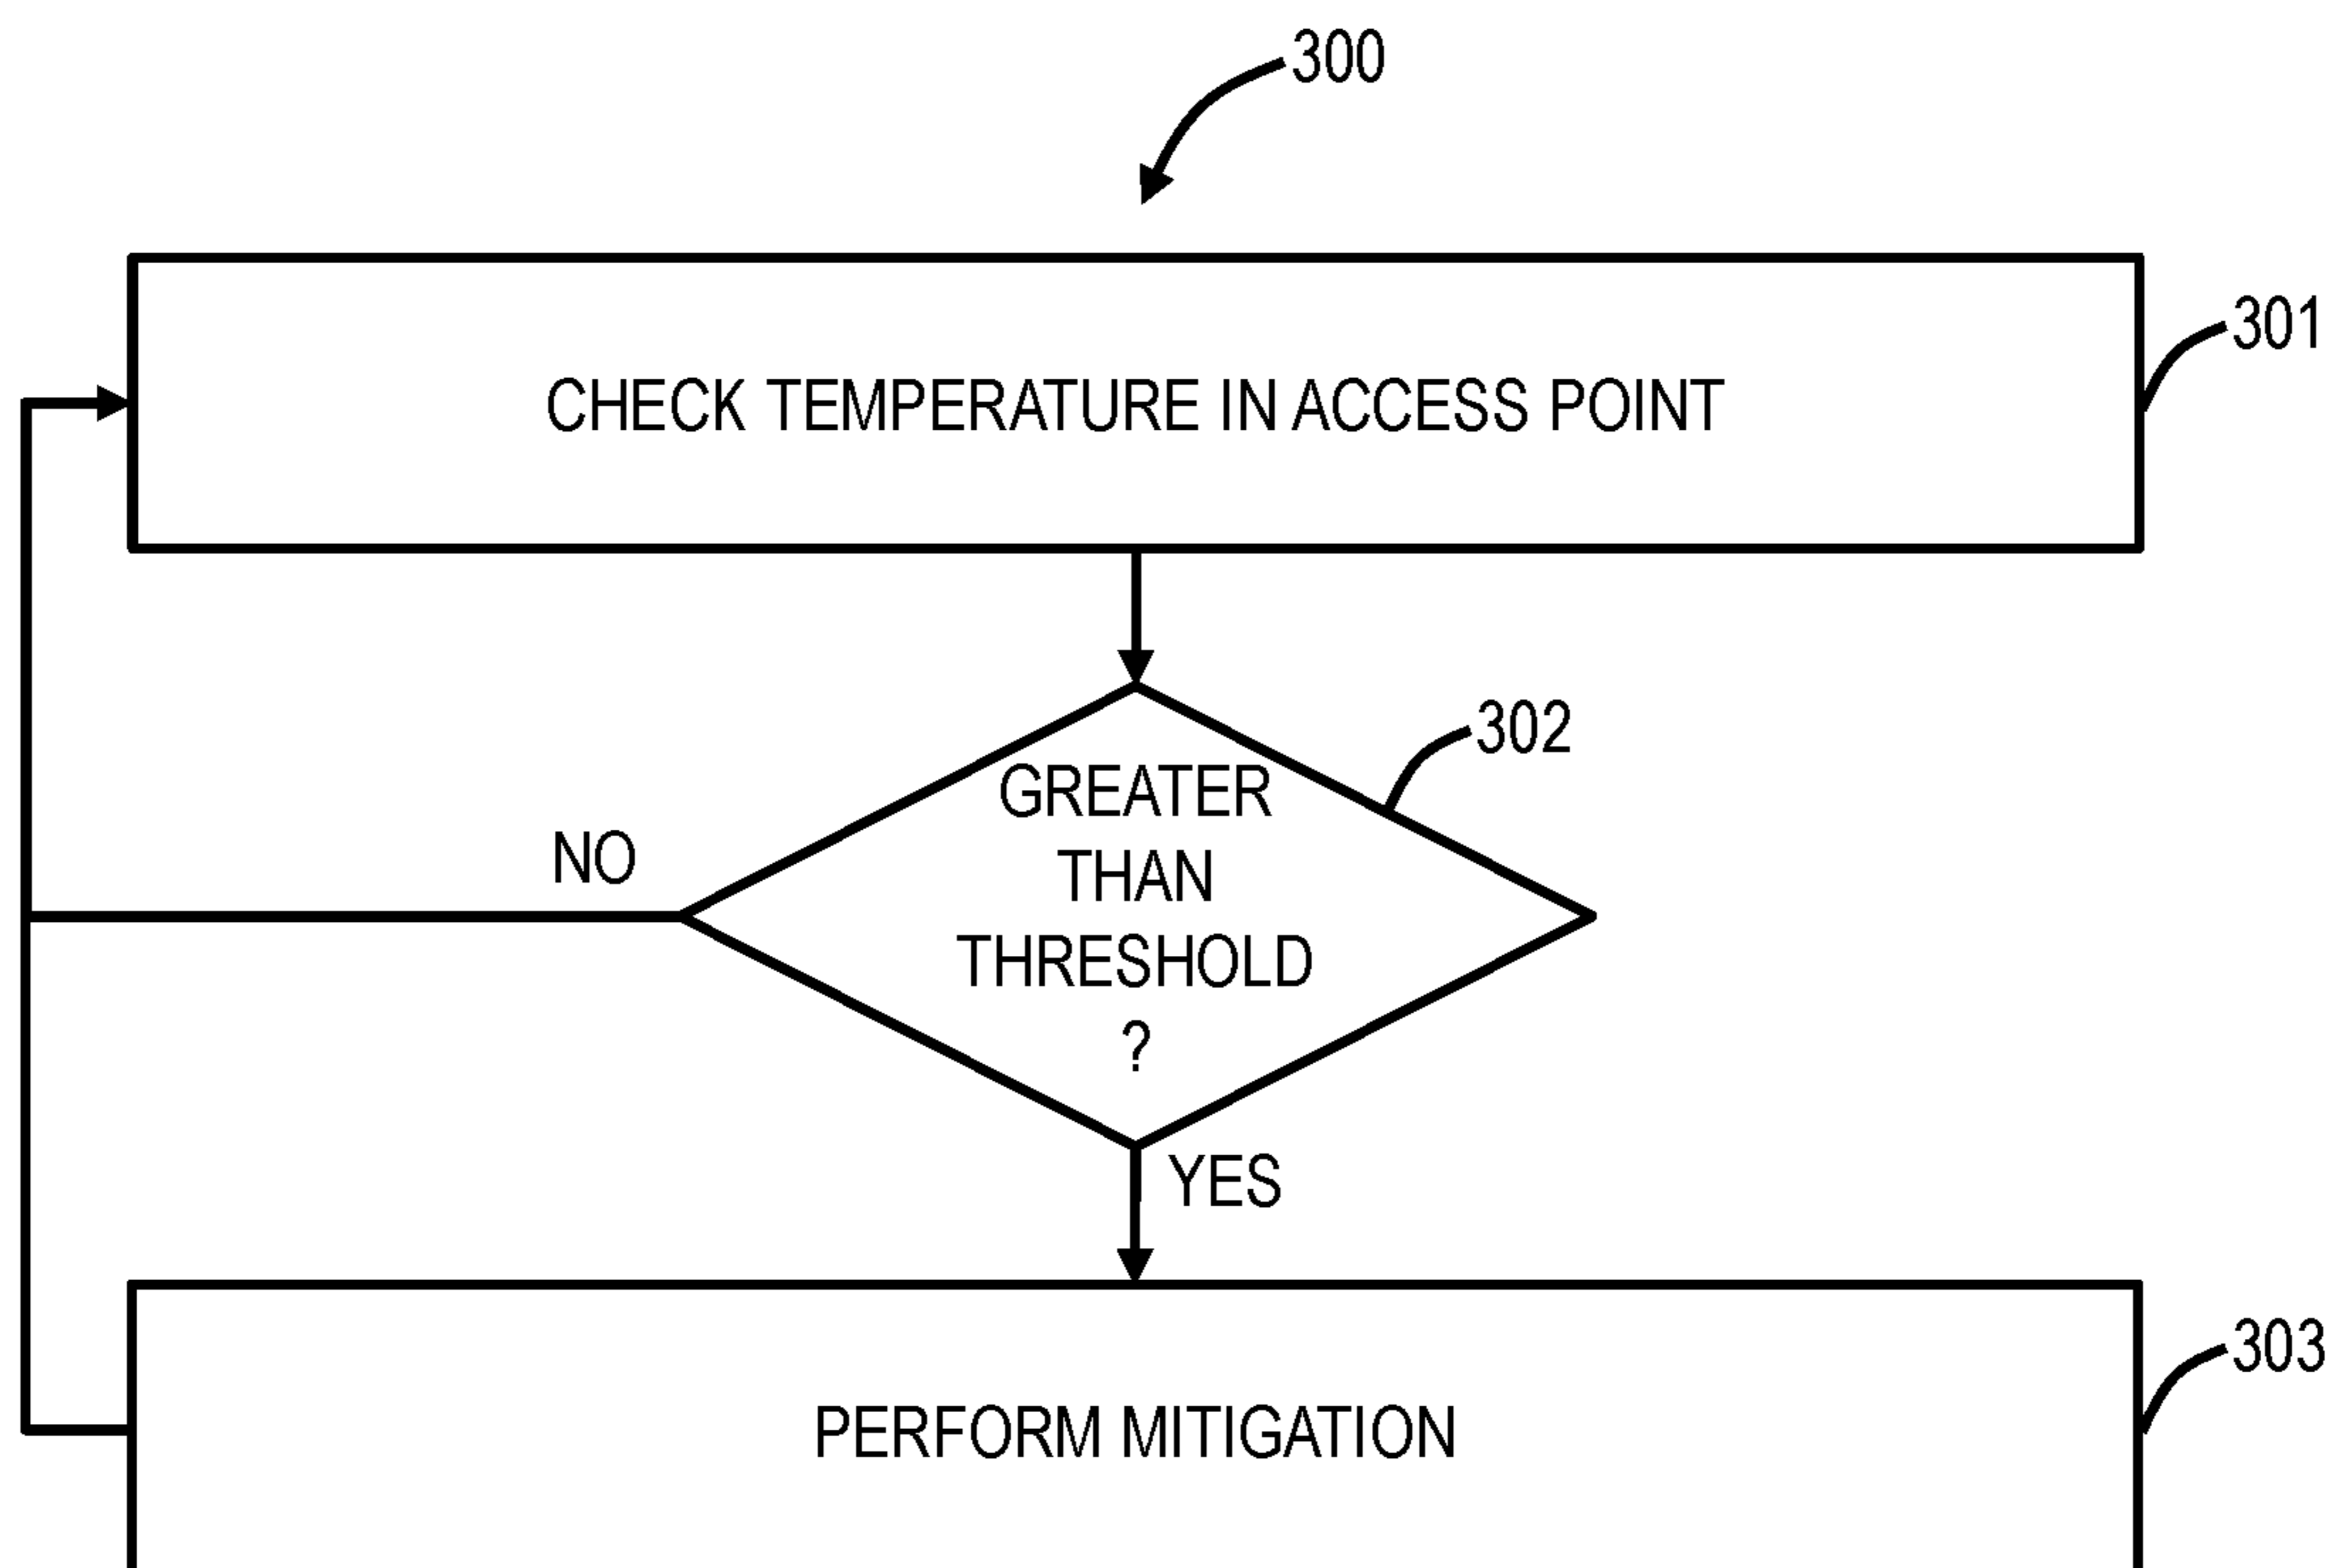 300
301
CHECK TEMPERATURE IN ACCESS POINT
302
GREATER
THAN
THRESHOLD
?
NO
YES
303
PERFORM MITIGATION